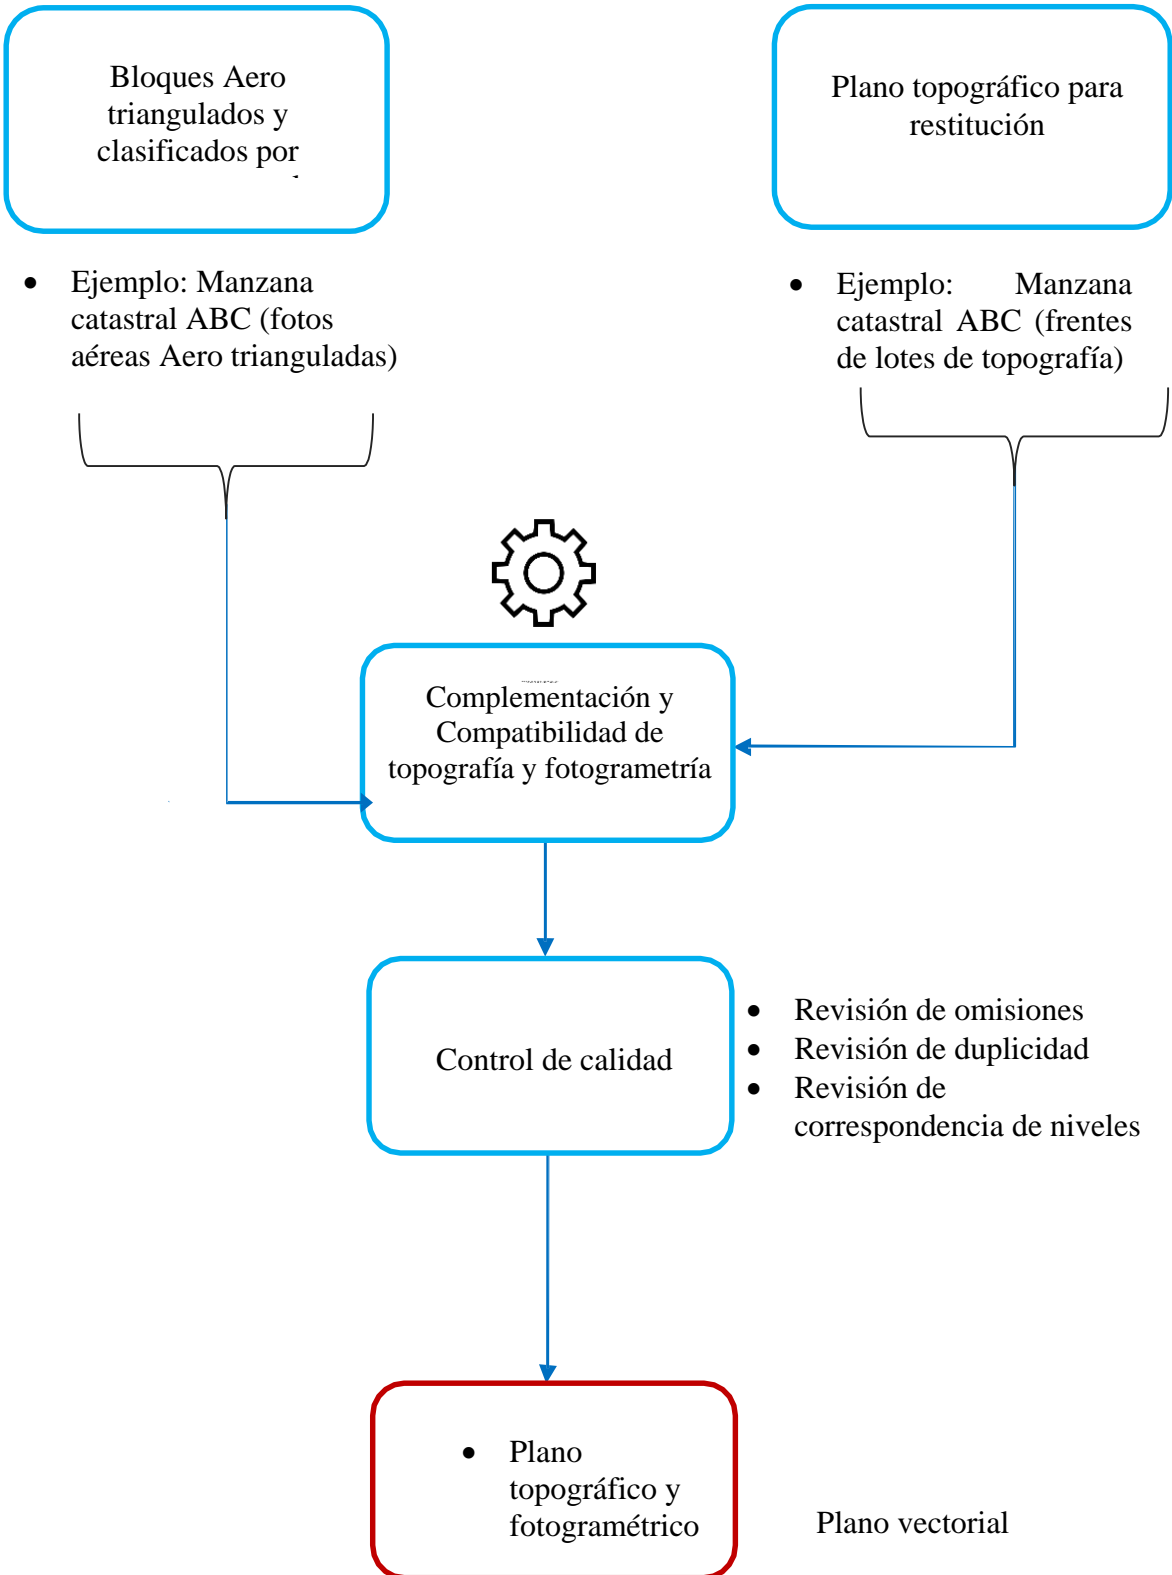 Bloques Aero
triangulados y
clasificados por
Plano topográfico para
restitución
• Ejemplo: Manzana
catastral ABC (fotos
aéreas Aero trianguladas)
• Ejemplo: Manzana
catastral ABC (frentes
de lotes de topografía)
Complementación y
Compatibilidad de
topografía y fotogrametría
Control de calidad
• Revisión de omisiones
• Revisión de duplicidad
• Revisión de
correspondencia de niveles
• Plano
topográfico y
fotogramétrico
Plano vectorial